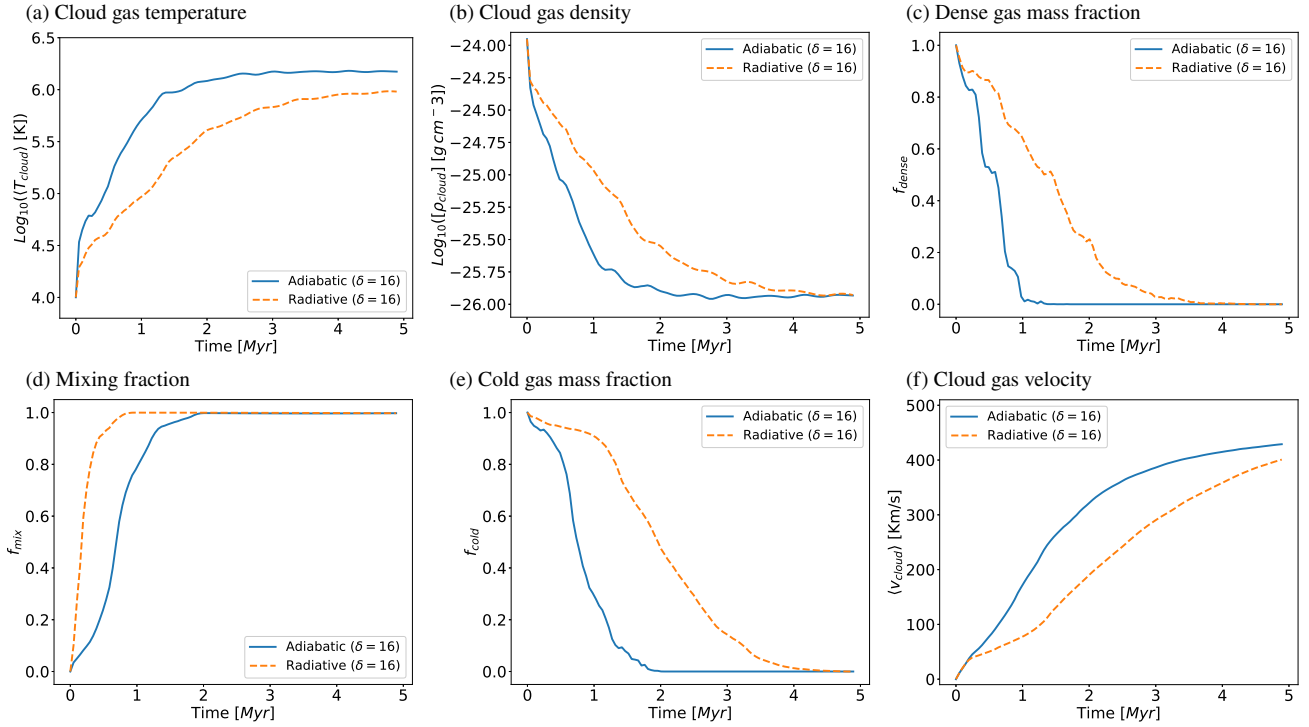 (a) Cloud gas temperature
6.5
6.0
5.5
5.0
4.5
4.0
Log₁₀(⟨T_cloud⟩ [K])
Adiabatic (δ = 16)
Radiative (δ = 16)
0 1 2 3 4 5
Time [Myr]
(b) Cloud gas density
−24.00
−24.25
−24.50
−24.75
−25.00
−25.25
−25.50
−25.75
−26.00
Log₁₀([ρ_cloud] [g cm⁻3])
Adiabatic (δ = 16)
Radiative (δ = 16)
0 1 2 3 4 5
Time [Myr]
(c) Dense gas mass fraction
1.0
0.8
0.6
0.4
0.2
0.0
f_dense
Adiabatic (δ = 16)
Radiative (δ = 16)
0 1 2 3 4 5
Time [Myr]
(d) Mixing fraction
1.0
0.8
0.6
0.4
0.2
0.0
f_mix
Adiabatic (δ = 16)
Radiative (δ = 16)
0 1 2 3 4 5
Time [Myr]
(e) Cold gas mass fraction
1.0
0.8
0.6
0.4
0.2
0.0
f_cold
Adiabatic (δ = 16)
Radiative (δ = 16)
0 1 2 3 4 5
Time [Myr]
(f) Cloud gas velocity
500
400
300
200
100
0
⟨v_cloud⟩ [Km/s]
Adiabatic (δ = 16)
Radiative (δ = 16)
0 1 2 3 4 5
Time [Myr]